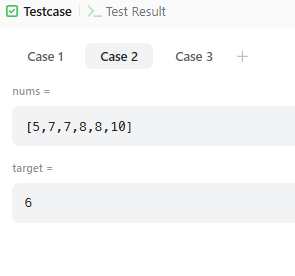 Testcase >_ Test Result
Case 1 Case 2 Case 3 +
nums =
[5,7,7,8,8,10]
target =
6